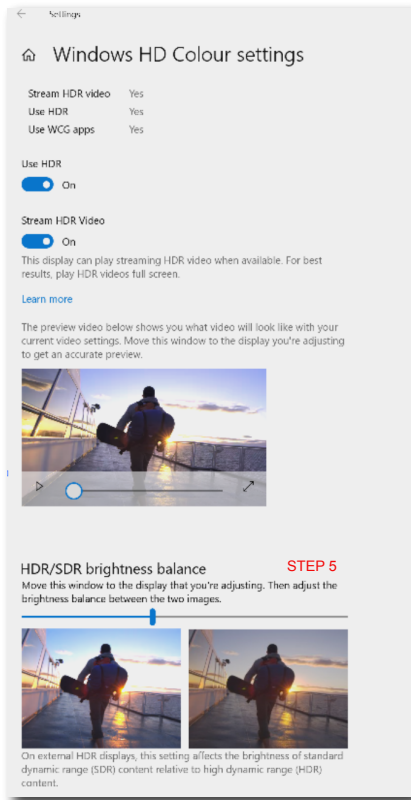 Settings
Windows HD Colour settings
Stream HDR video Yes
Use HDR Yes
Use WCG apps Yes
Use HDR
On
Stream HDR Video
On
This display can play streaming HDR video when available. For best
results, play HDR videos full screen.
Learn more
The preview video below shows you what video will look like with your
current video settings. Move this window to the display you're adjusting
to get an accurate preview.
HDR/SDR brightness balance STEP 5
Move this window to the display that you're adjusting. Then adjust the
brightness balance between the two images.
On external HDR displays, this setting affects the brightness of standard
dynamic range (SDR) content relative to high dynamic range (HDR)
content.